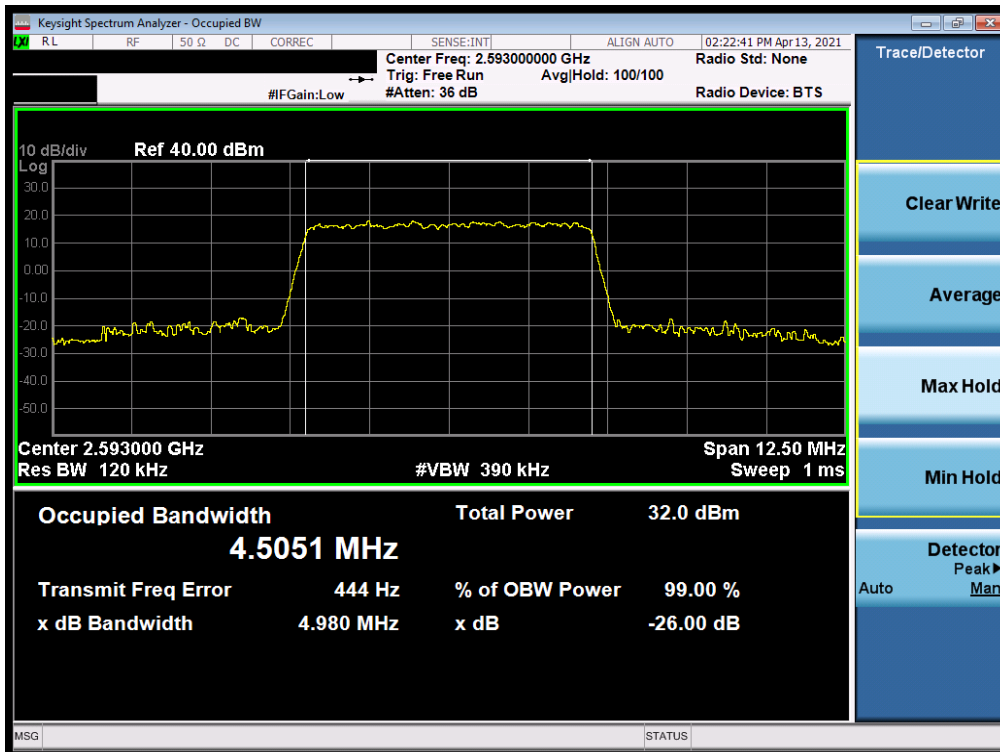 Keysight Spectrum Analyzer - Occupied BW
LXI RL RF 50 Ω DC CORREC SENSE:INT ALIGN AUTO 02:22:41 PM Apr 13, 2021
Trace/Detector
Center Freq: 2.593000000 GHz Radio Std: None
Trig: Free Run Avg|Hold: 100/100
#IFGain:Low #Atten: 36 dB Radio Device: BTS
10 dB/div Ref 40.00 dBm
Log
30.0
20.0
10.0
0.00
-10.0
-20.0
-30.0
-40.0
-50.0
Center 2.593000 GHz Span 12.50 MHz
Res BW 120 kHz #VBW 390 kHz Sweep 1 ms
Occupied Bandwidth Total Power 32.0 dBm
4.5051 MHz
Transmit Freq Error 444 Hz % of OBW Power 99.00 %
x dB Bandwidth 4.980 MHz x dB -26.00 dB
Clear Write
Average
Max Hold
Min Hold
Detector
Peak▶
Auto Man
MSG STATUS